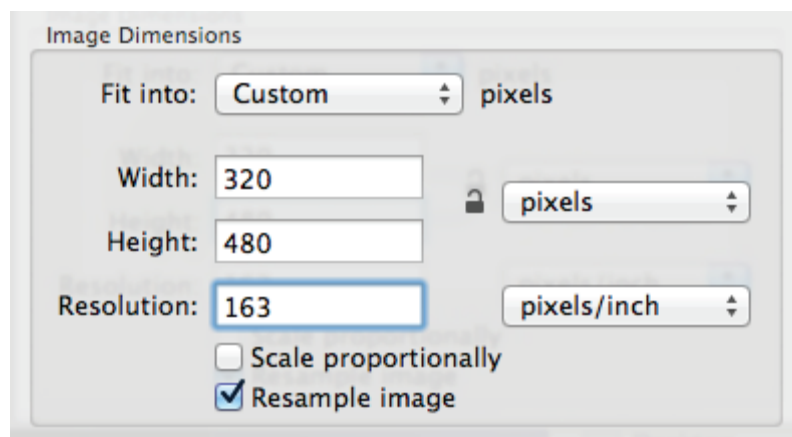 Image Dimensions
Fit into: Custom pixels
Width: 320
pixels
Height: 480
Resolution: 163 pixels/inch
Scale proportionally
Resample image